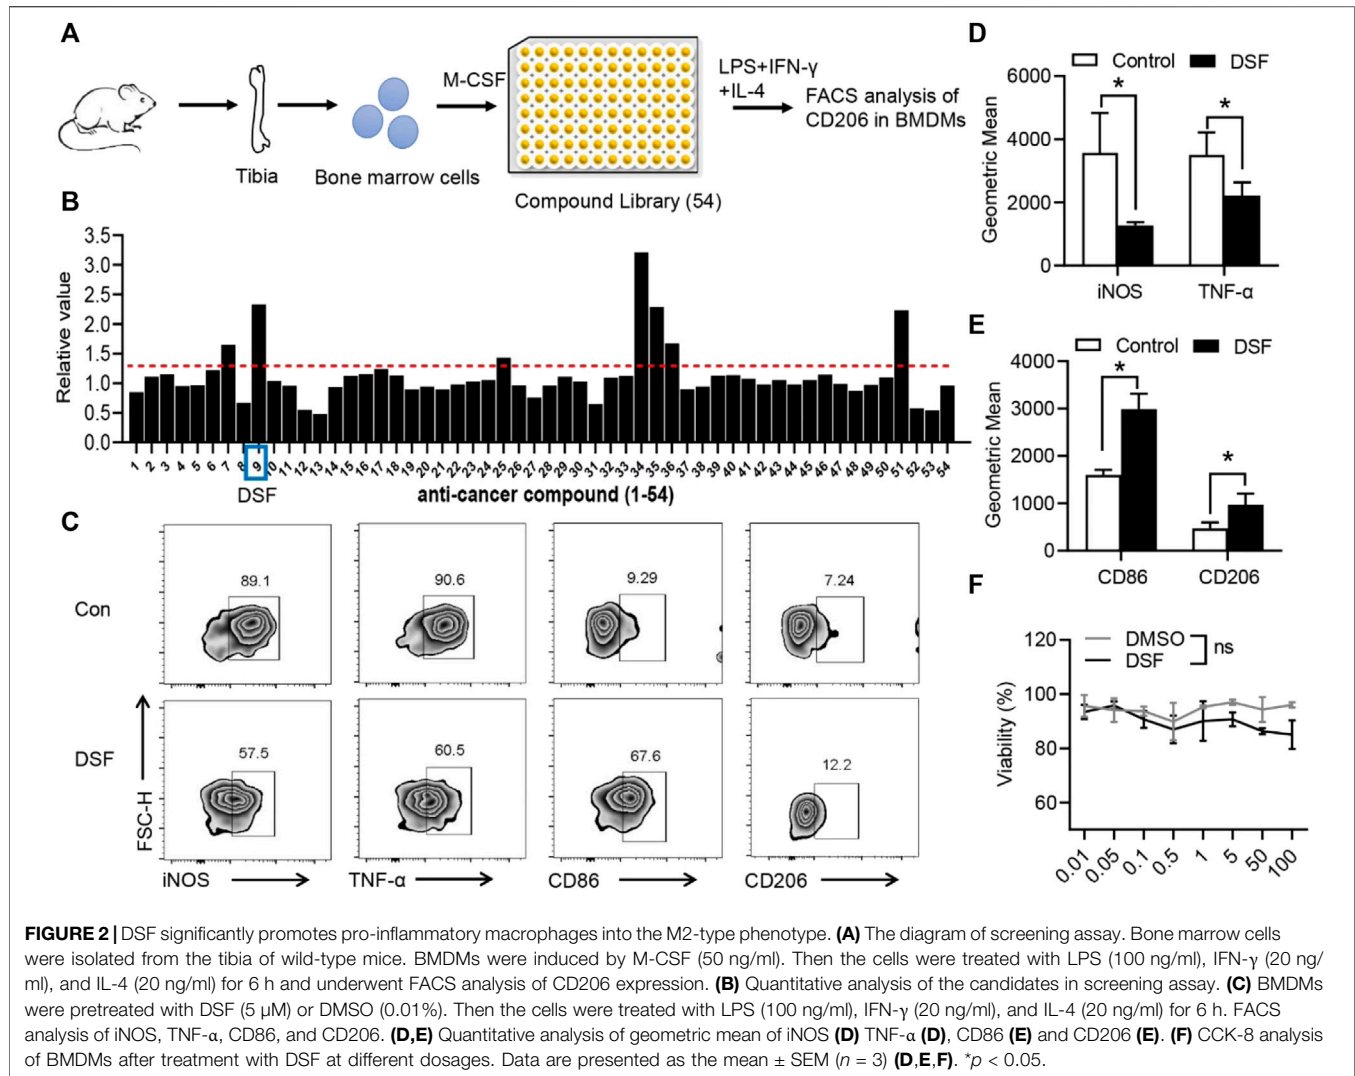 A
M-CSF
LPS+IFN-γ
+IL-4
FACS analysis of
CD206 in BMDMs
Tibia
Bone marrow cells
Compound Library (54)
B
Relative value
3.5
3.0
2.5
2.0
1.5
1.0
0.5
0.0
1 2 3 4 5 6 7 8 9 10 11 12 13 14 15 16 17 18 19 20 21 22 23 24 25 26 27 28 29 30 31 32 33 34 35 36 37 38 39 40 41 42 43 44 45 46 47 48 49 50 51 52 53 54
DSF
anti-cancer compound (1-54)
C
Con
89.1
90.6
9.29
7.24
DSF
57.5
60.5
67.6
12.2
FSC-H
iNOS
TNF-α
CD86
CD206
D
Control DSF
Geometric Mean
6000
4000
2000
0
* *
iNOS TNF-α
E
Control DSF
Geometric Mean
4000
3000
2000
1000
0
* *
CD86 CD206
F
DMSO
DSF
ns
Viability (%)
120
100
80
60
0.01 0.05 0.1 0.5 1 5 50 100
FIGURE 2 | DSF significantly promotes pro-inflammatory macrophages into the M2-type phenotype. (A) The diagram of screening assay. Bone marrow cells
were isolated from the tibia of wild-type mice. BMDMs were induced by M-CSF (50 ng/ml). Then the cells were treated with LPS (100 ng/ml), IFN-γ (20 ng/
ml), and IL-4 (20 ng/ml) for 6 h and underwent FACS analysis of CD206 expression. (B) Quantitative analysis of the candidates in screening assay. (C) BMDMs
were pretreated with DSF (5 μM) or DMSO (0.01%). Then the cells were treated with LPS (100 ng/ml), IFN-γ (20 ng/ml), and IL-4 (20 ng/ml) for 6 h. FACS
analysis of iNOS, TNF-α, CD86, and CD206. (D,E) Quantitative analysis of geometric mean of iNOS (D) TNF-α (D), CD86 (E) and CD206 (E). (F) CCK-8 analysis
of BMDMs after treatment with DSF at different dosages. Data are presented as the mean ± SEM (n = 3) (D,E,F). *p < 0.05.